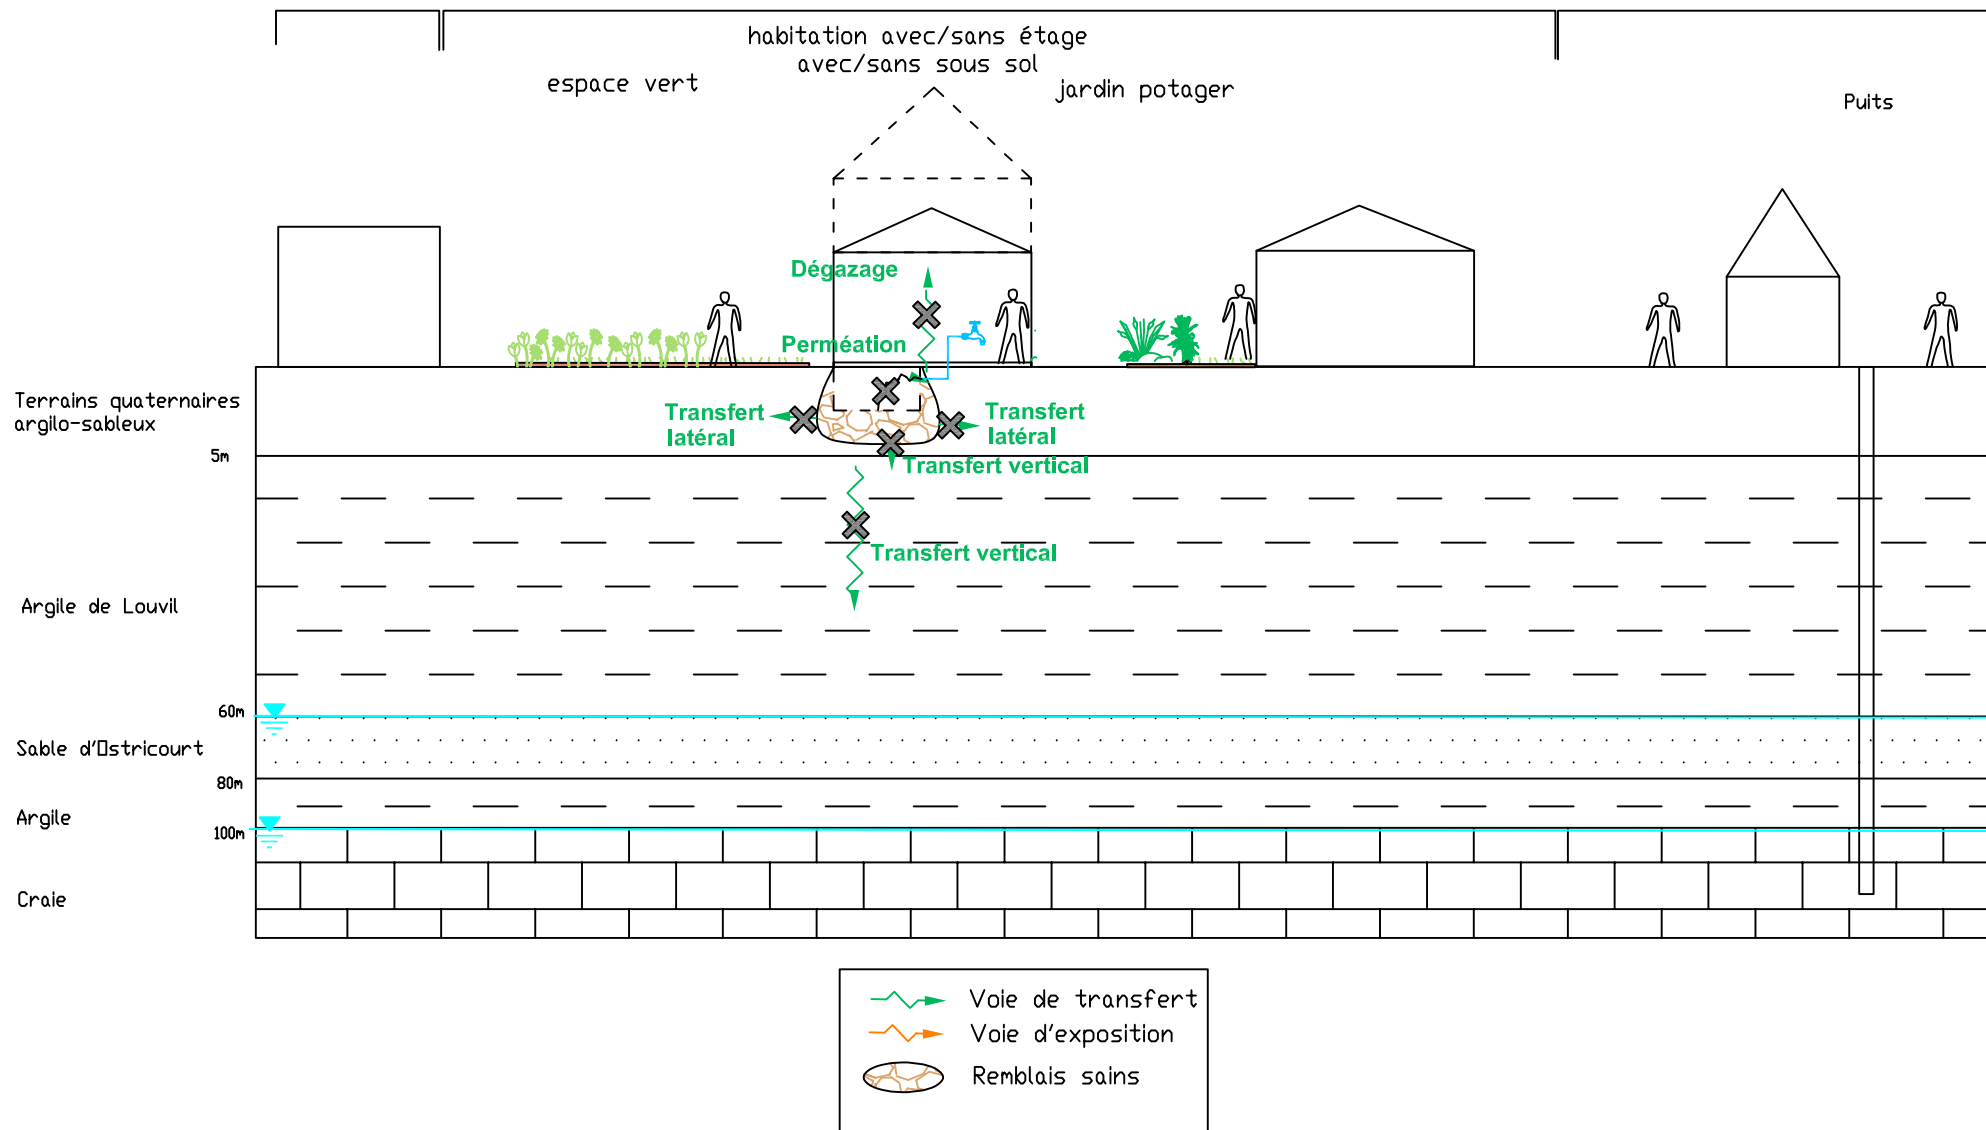 habitation avec/sans étage
avec/sans sous sol
espace vert
jardin potager
Puits
Dégazage
Perméation
Terrains quaternaires
argilo-sableux
Transfert
latéral
Transfert
latéral
5m
Transfert vertical
Transfert vertical
Argile de Louvil
60m
Sable d'Ostricourt
80m
Argile
100m
Craie
Voie de transfert
Voie d'exposition
Remblais sains